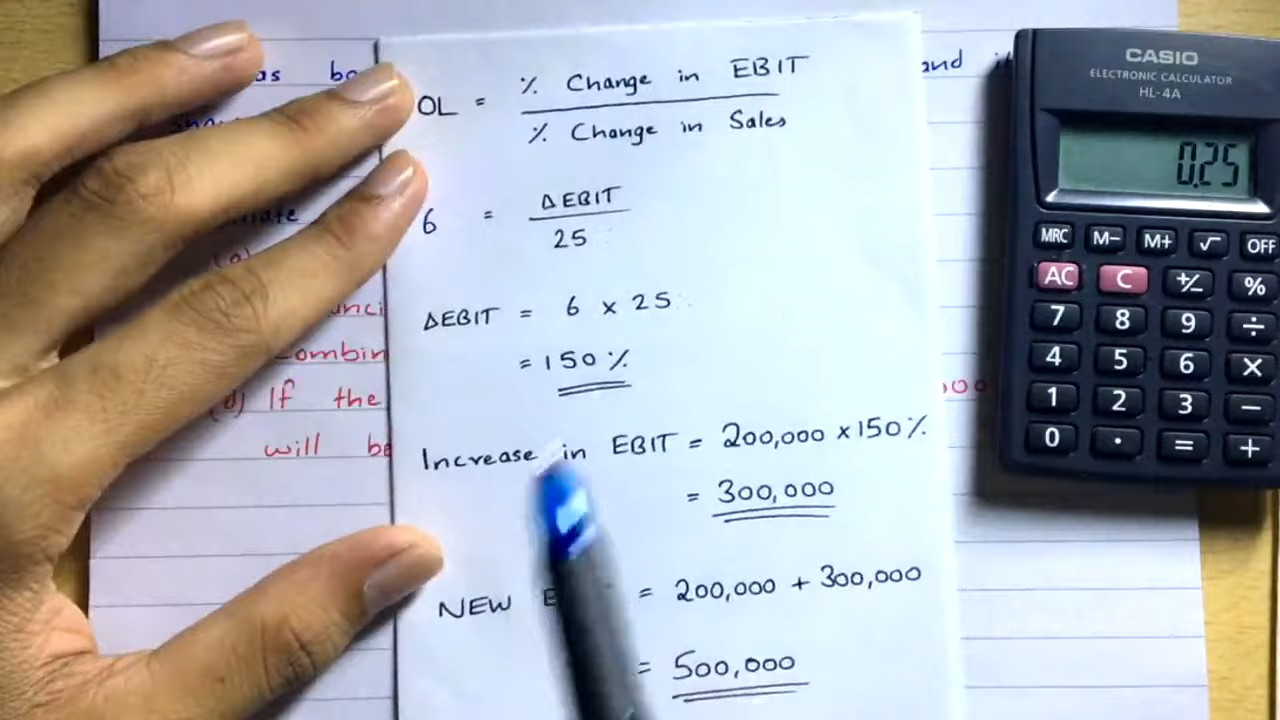 as
and
OL = % Change in EBIT
% Change in Sales
6 = ΔEBIT
25
ΔEBIT = 6 x 25
= 150 %
Increase in EBIT = 200,000 x 150 %
= 300,000
NEW = 200,000 + 300,000
= 500,000
(d) If the
will be
CASIO
ELECTRONIC CALCULATOR
HL-4A
0.25
MRC M- M+ √ OFF
AC C +/- %
7 8 9 ÷
4 5 6 ×
1 2 3 −
0 · = +